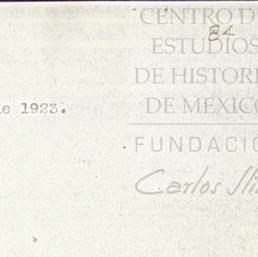 CENTRO D
84
ESTUDIOS
DE HISTORI
DE MEXICO
e 1923.
FUNDACIO
Carlos Sli